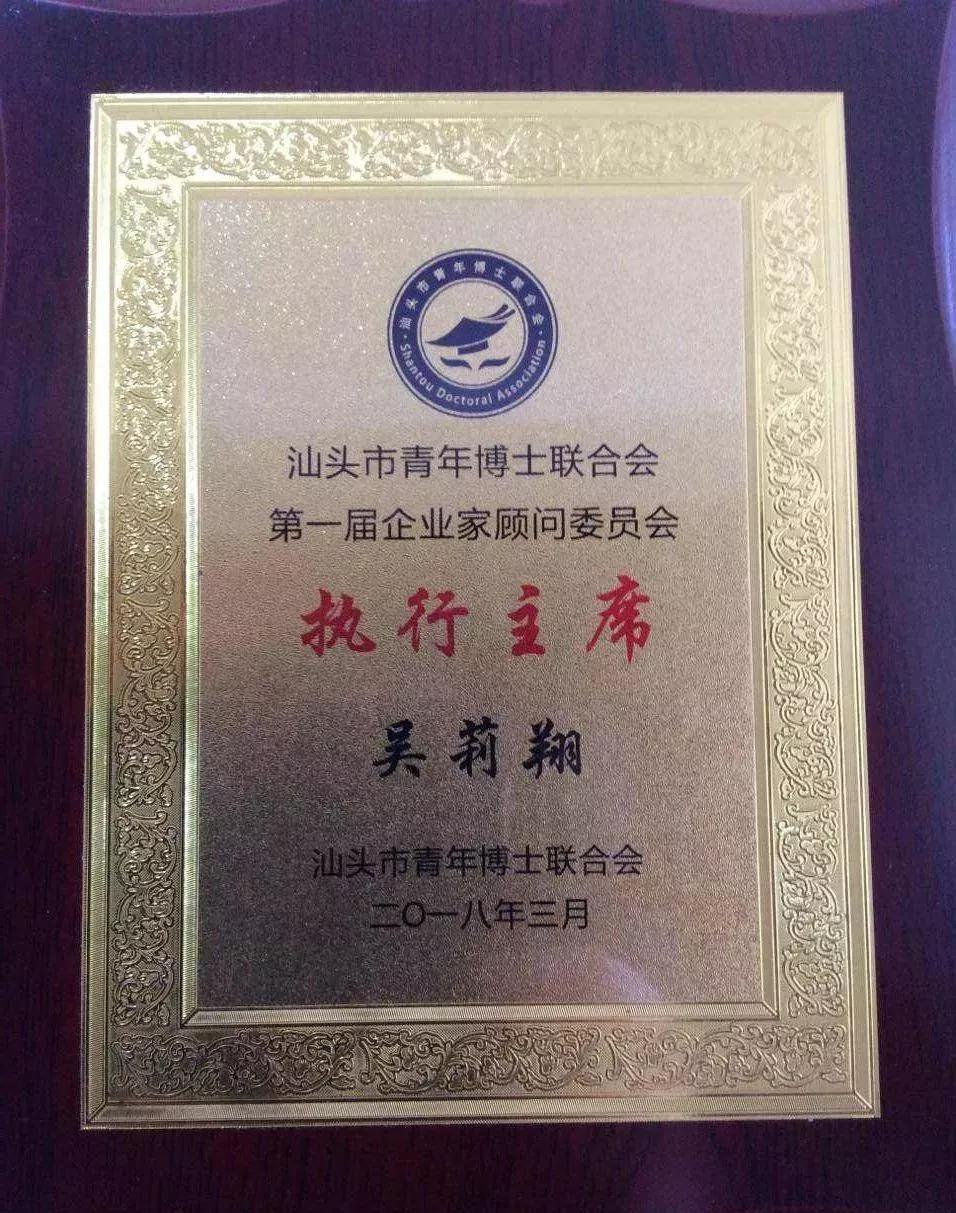 汕头市青年博士联合会
Shantou Doctoral Association
汕头市青年博士联合会
第一届企业家顾问委员会
执行主席
吴莉翔
汕头市青年博士联合会
二〇一八年三月